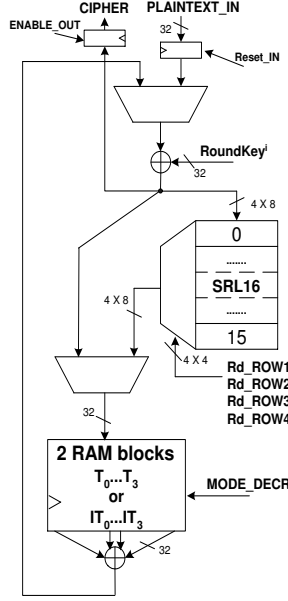 CIPHER PLAINTEXT_IN
ENABLE_OUT
32
Reset_IN
RoundKeyⁱ
32
4 X 8
0
.......
SRL16
.......
15
4 X 8
4 X 4
Rd_ROW1
Rd_ROW2
Rd_ROW3
Rd_ROW4
32
2 RAM blocks
T₀...T₃
or
IT₀...IT₃
MODE_DECR
32